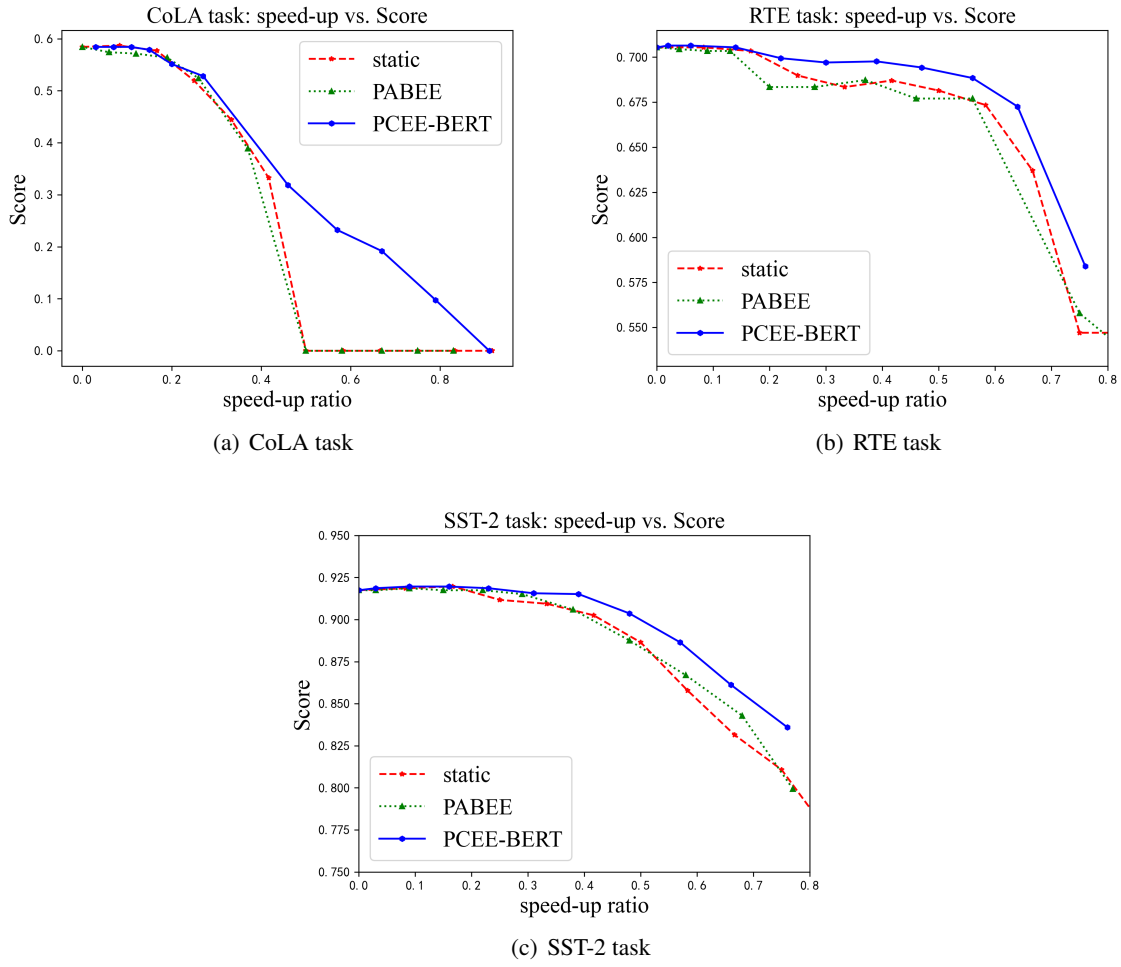 CoLA task: speed-up vs. Score
0.6
0.5
0.4
0.3
0.2
0.1
0.0
Score
static
PABEE
PCEE-BERT
0.0 0.2 0.4 0.6 0.8
speed-up ratio
(a) CoLA task
RTE task: speed-up vs. Score
0.700
0.675
0.650
0.625
0.600
0.575
0.550
Score
static
PABEE
PCEE-BERT
0.0 0.1 0.2 0.3 0.4 0.5 0.6 0.7 0.8
speed-up ratio
(b) RTE task
SST-2 task: speed-up vs. Score
0.950
0.925
0.900
0.875
0.850
0.825
0.800
0.775
0.750
Score
static
PABEE
PCEE-BERT
0.0 0.1 0.2 0.3 0.4 0.5 0.6 0.7 0.8
speed-up ratio
(c) SST-2 task